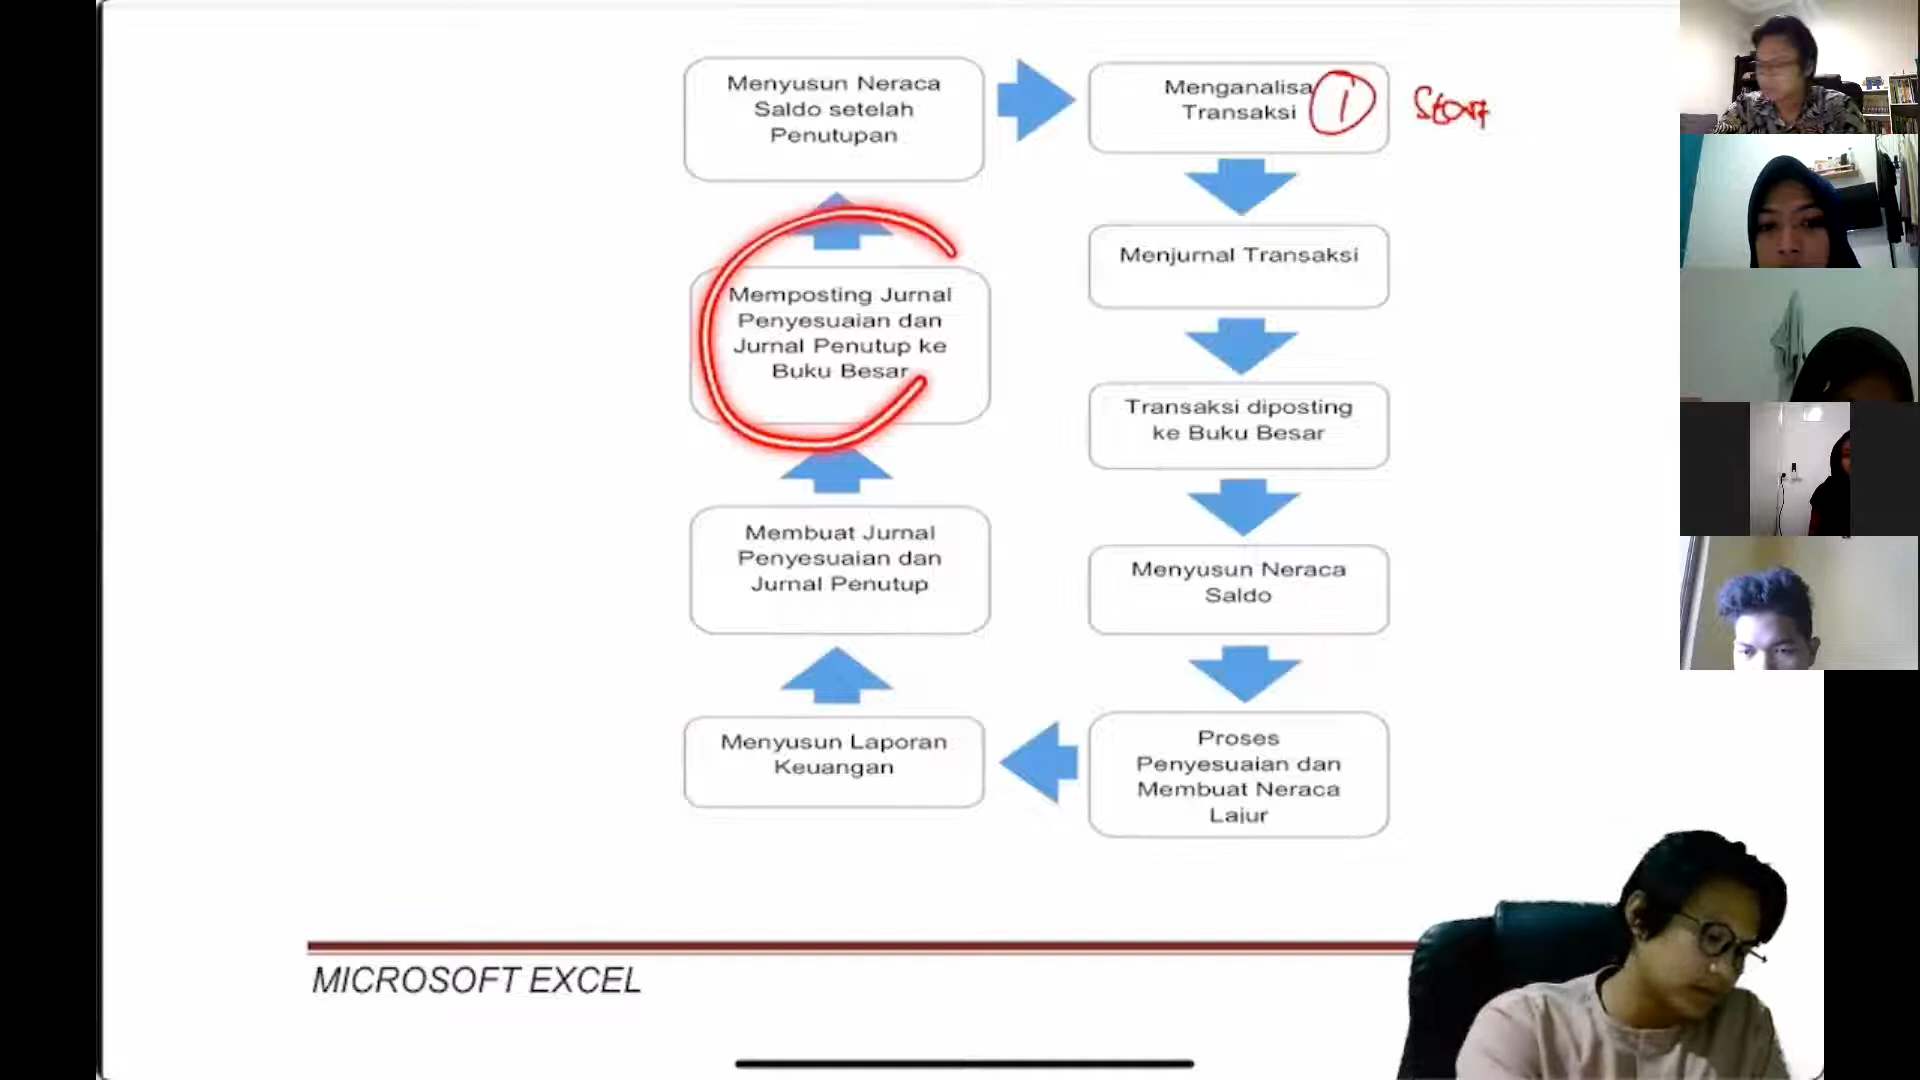 Menyusun Neraca
Saldo setelah
Penutupan
Menganalisa
Transaksi
1
Start
Memposting Jurnal
Penyesuaian dan
Jurnal Penutup ke
Buku Besar
Menjurnal Transaksi
Transaksi diposting
ke Buku Besar
Membuat Jurnal
Penyesuaian dan
Jurnal Penutup
Menyusun Neraca
Saldo
Menyusun Laporan
Keuangan
Proses
Penyesuaian dan
Membuat Neraca
Lajur
MICROSOFT EXCEL